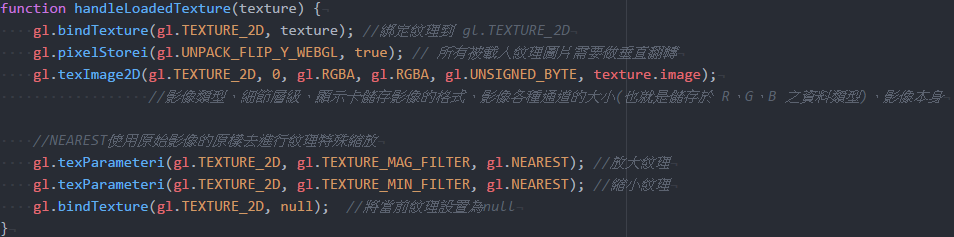 function handleLoadedTexture(texture) {
gl.bindTexture(gl.TEXTURE_2D, texture); //綁定紋理到 gl.TEXTURE_2D
gl.pixelStorei(gl.UNPACK_FLIP_Y_WEBGL, true); // 所有被載入紋理圖片需要做垂直翻轉
gl.texImage2D(gl.TEXTURE_2D, 0, gl.RGBA, gl.RGBA, gl.UNSIGNED_BYTE, texture.image);
//影像類型、細節層級、顯示卡儲存影像的格式、影像各種通道的大小(也就是儲存於 R、G、B 之資料類型)、影像本身
//NEAREST使用原始影像的原樣去進行紋理特殊縮放
gl.texParameteri(gl.TEXTURE_2D, gl.TEXTURE_MAG_FILTER, gl.NEAREST); //放大紋理
gl.texParameteri(gl.TEXTURE_2D, gl.TEXTURE_MIN_FILTER, gl.NEAREST); //縮小紋理
gl.bindTexture(gl.TEXTURE_2D, null); //將當前紋理設置為null
}